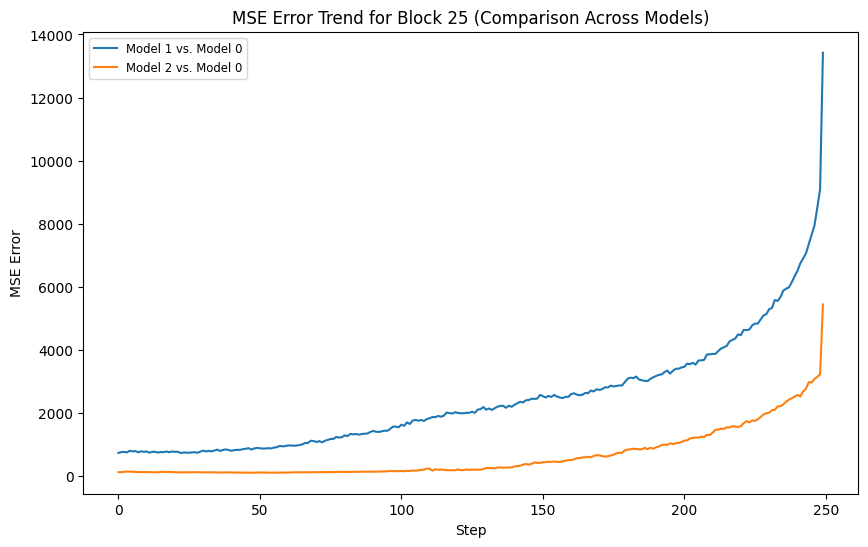 MSE Error Trend for Block 25 (Comparison Across Models)
Model 1 vs. Model 0
Model 2 vs. Model 0
MSE Error
14000
12000
10000
8000
6000
4000
2000
0
0 50 100 150 200 250
Step